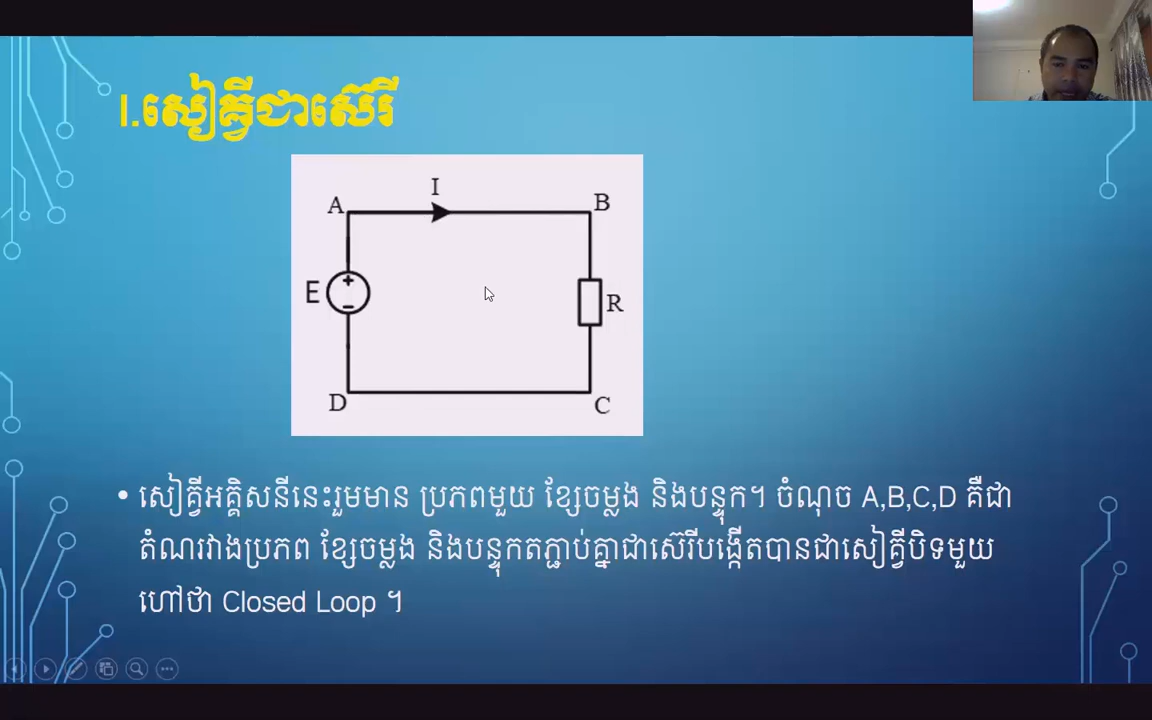 I.សៀគ្វីជាស៊េរី
I
A
B
E
R
D
C
• សៀគ្វីអគ្គិសនីនេះរួមមាន ប្រភពមួយ ខ្សែចម្លង និងបន្ទុក។ ចំណុច A,B,C,D គឺជា
តំណរវាងប្រភព ខ្សែចម្លង និងបន្ទុកតភ្ជាប់គ្នាជាស៊េរីបង្កើតបានជាសៀគ្វីបិទមួយ
ហៅថា Closed Loop ។